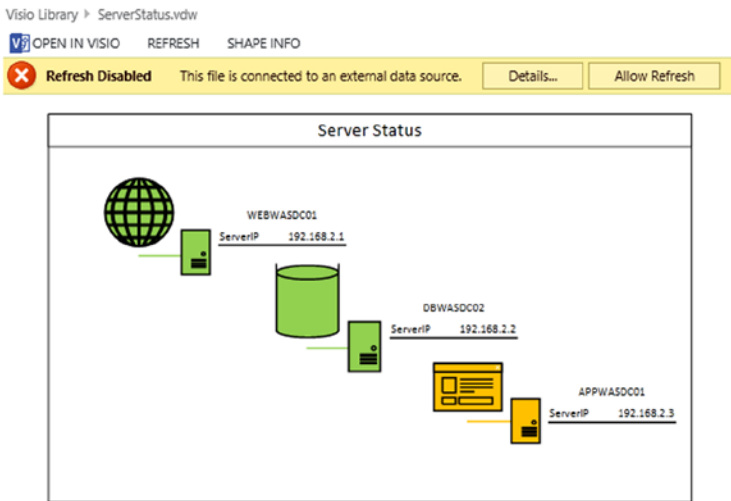 Visio Library ▸ ServerStatus.vdw
OPEN IN VISIO REFRESH SHAPE INFO
Refresh Disabled This file is connected to an external data source. Details... Allow Refresh
Server Status
WEBWASDC01
ServerIP 192.168.2.1
DBWASDC02
ServerIP 192.168.2.2
APPWASDC01
ServerIP 192.168.2.3